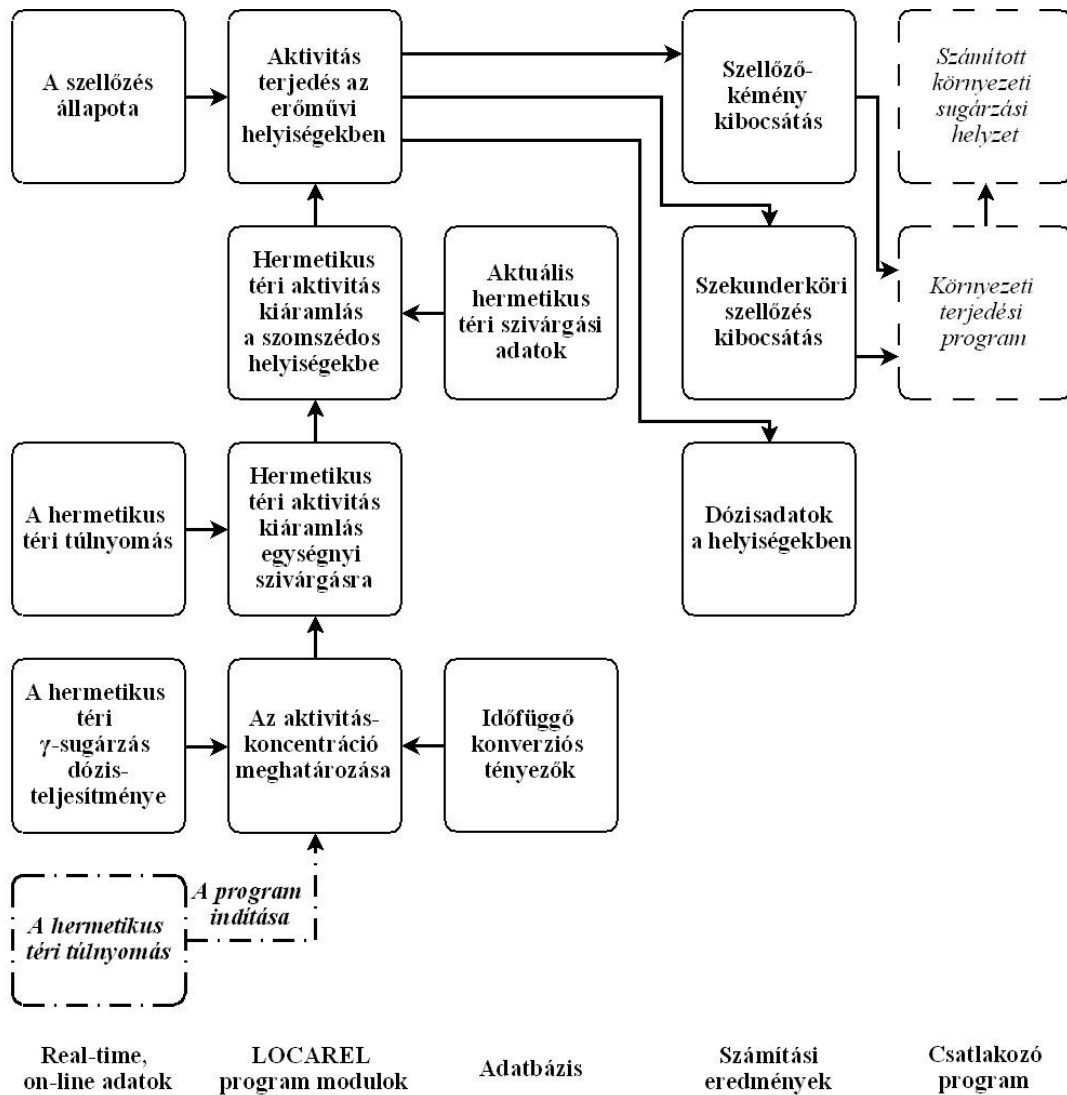 A szellőzés
állapota
Aktivitás
terjedés az
erőművi
helyiségekben
Szellőző-
kémény
kibocsátás
Számított
környezeti
sugárzási
helyzet
Hermetikus
téri aktivitás
kiáramlás
a szomszédos
helyiségekbe
Aktuális
hermetikus
téri szivárgási
adatok
Szekunderköri
szellőzés
kibocsátás
Környezeti
terjedési
program
A hermetikus
téri túlnyomás
Hermetikus
téri aktivitás
kiáramlás
egységnyi
szivárgásra
Dózisadatok
a helyiségekben
A hermetikus
téri
γ-sugárzás
dózis-
teljesítménye
Az aktivitás-
koncentráció
meghatározása
Időfüggő
konverziós
tényezők
A hermetikus
téri túlnyomás
A program
indítása
Real-time,
on-line adatok
LOCAREL
program modulok
Adatbázis
Számítási
eredmények
Csatlakozó
program